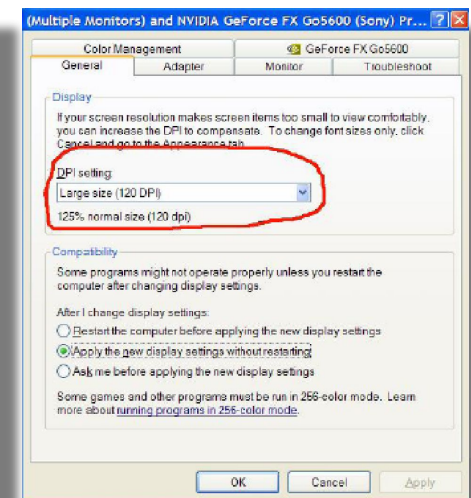 (Multiple Monitors) and NVIDIA GeForce FX Go5600 (Sony) Pr...
Color Management
GeForce FX Go5600
General
Adapter
Monitor
Troubleshoot
Display
If your screen resolution makes screen items too small to view comfortably,
you can increase the DPI to compensate. To change font sizes only, click
Cancel and go to the Appearance tab.
DPI setting:
Large size (120 DPI)
125% normal size (120 dpi)
Compatibility
Some programs might not operate properly unless you restart the
computer after changing display settings.
After I change display settings:
Restart the computer before applying the new display settings
Apply the new display settings without restarting
Ask me before applying the new display settings
Some games and other programs must be run in 256-color mode. Learn
more about running programs in 256-color mode.
OK
Cancel
Apply